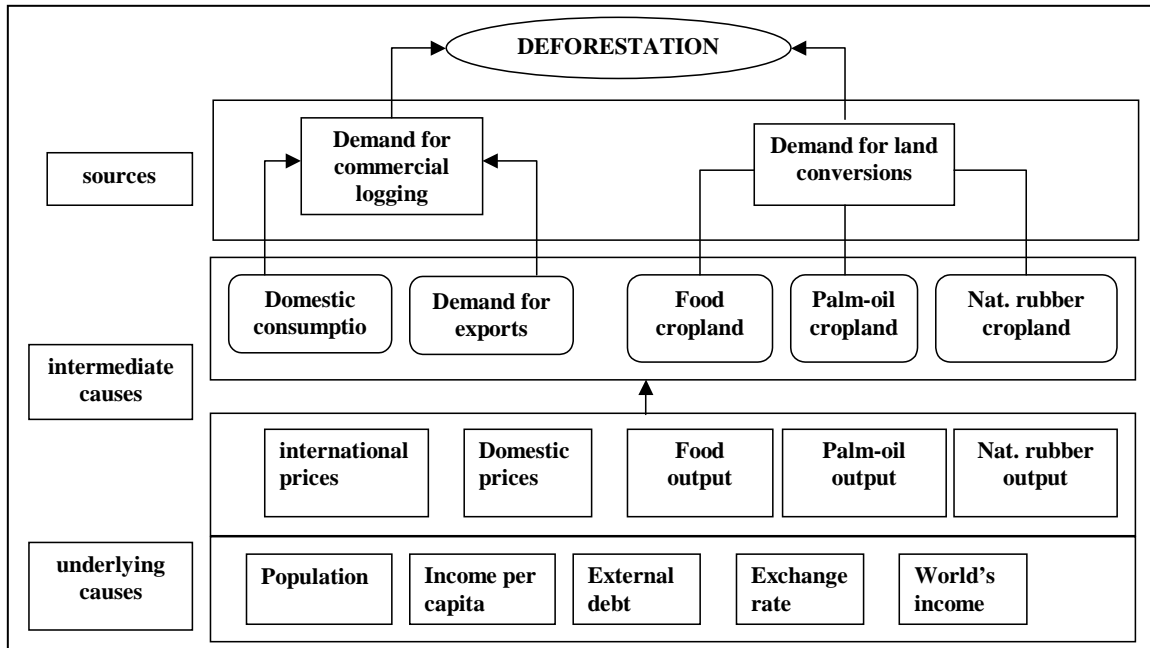 DEFORESTATION
sources
Demand for
commercial
logging
Demand for land
conversions
intermediate
causes
Domestic
consumptio
Demand for
exports
Food
cropland
Palm-oil
cropland
Nat. rubber
cropland
international
prices
Domestic
prices
Food
output
Palm-oil
output
Nat. rubber
output
underlying
causes
Population
Income per
capita
External
debt
Exchange
rate
World's
income